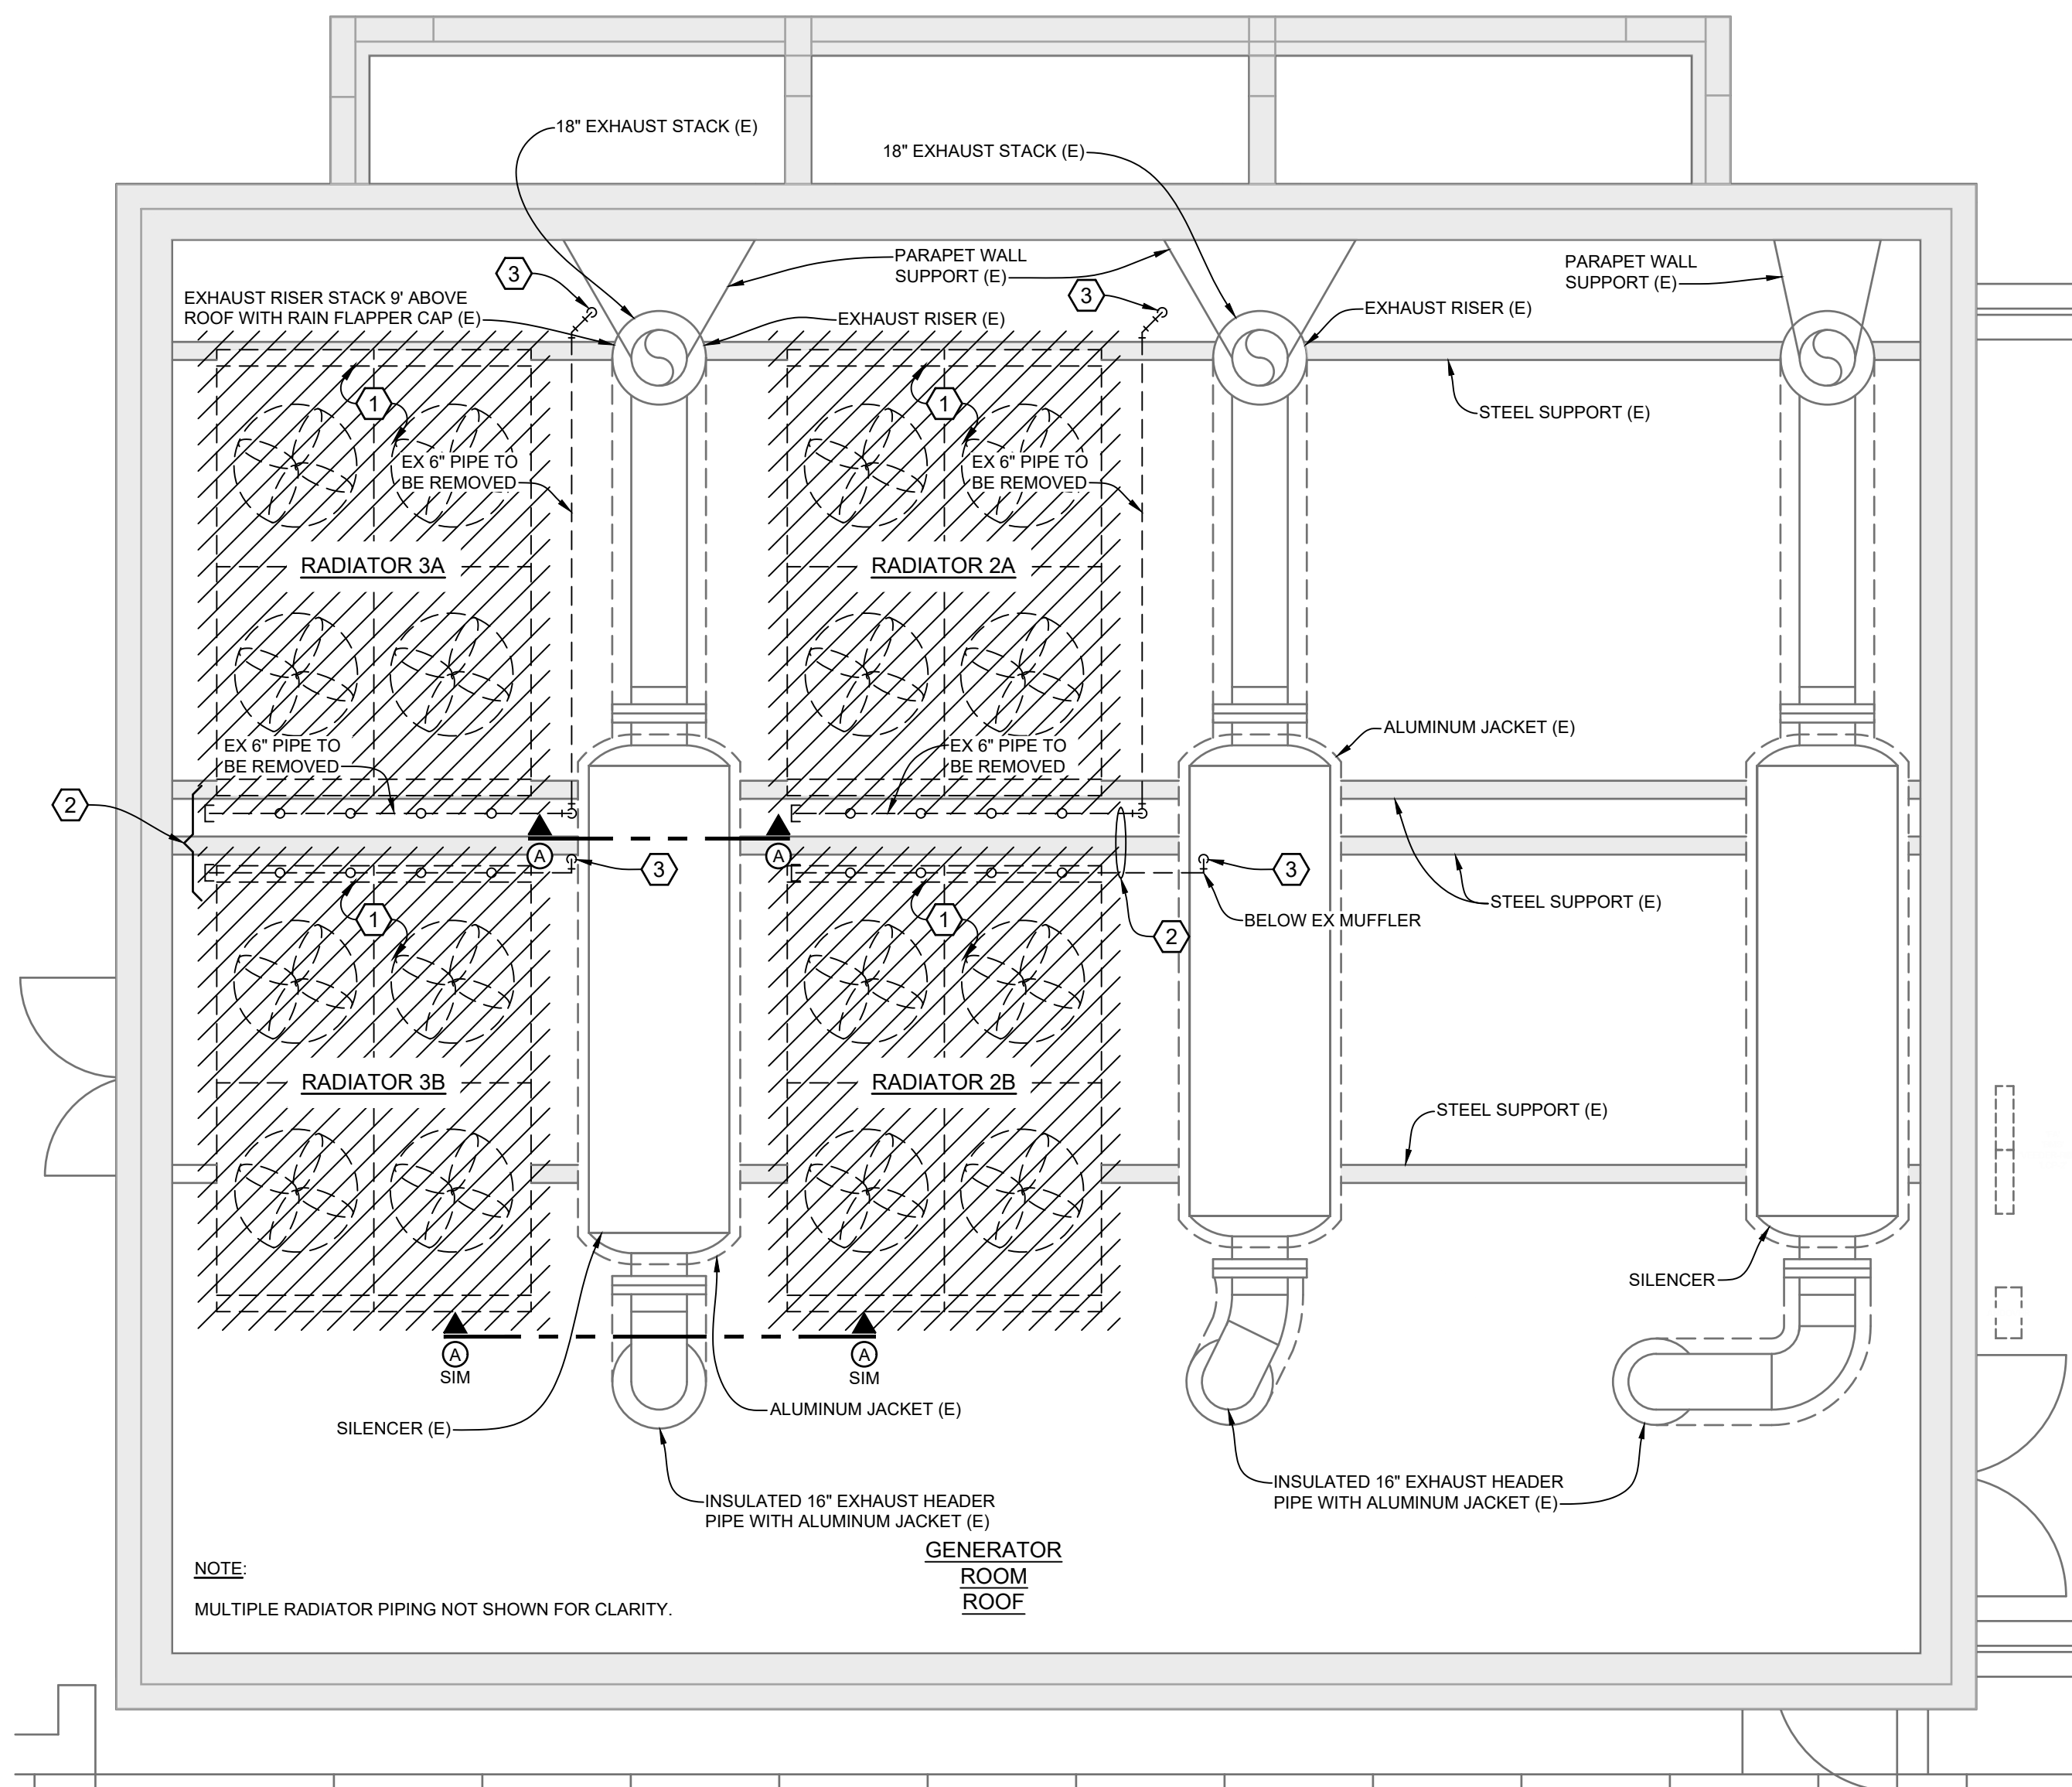 18" EXHAUST STACK (E)
18" EXHAUST STACK (E)
PARAPET WALL
SUPPORT (E)
PARAPET WALL
SUPPORT (E)
3
3
EXHAUST RISER STACK 9' ABOVE
ROOF WITH RAIN FLAPPER CAP (E)
EXHAUST RISER (E)
EXHAUST RISER (E)
1
1
STEEL SUPPORT (E)
EX 6" PIPE TO
BE REMOVED
EX 6" PIPE TO
BE REMOVED
RADIATOR 3A
RADIATOR 2A
ALUMINUM JACKET (E)
EX 6" PIPE TO
BE REMOVED
EX 6" PIPE TO
BE REMOVED
2
A
A
3
3
STEEL SUPPORT (E)
1
1
BELOW EX MUFFLER
2
RADIATOR 3B
RADIATOR 2B
STEEL SUPPORT (E)
SILENCER
A
SIM
A
SIM
ALUMINUM JACKET (E)
SILENCER (E)
INSULATED 16" EXHAUST HEADER
PIPE WITH ALUMINUM JACKET (E)
INSULATED 16" EXHAUST HEADER
PIPE WITH ALUMINUM JACKET (E)
GENERATOR
ROOM
ROOF
NOTE:
MULTIPLE RADIATOR PIPING NOT SHOWN FOR CLARITY.